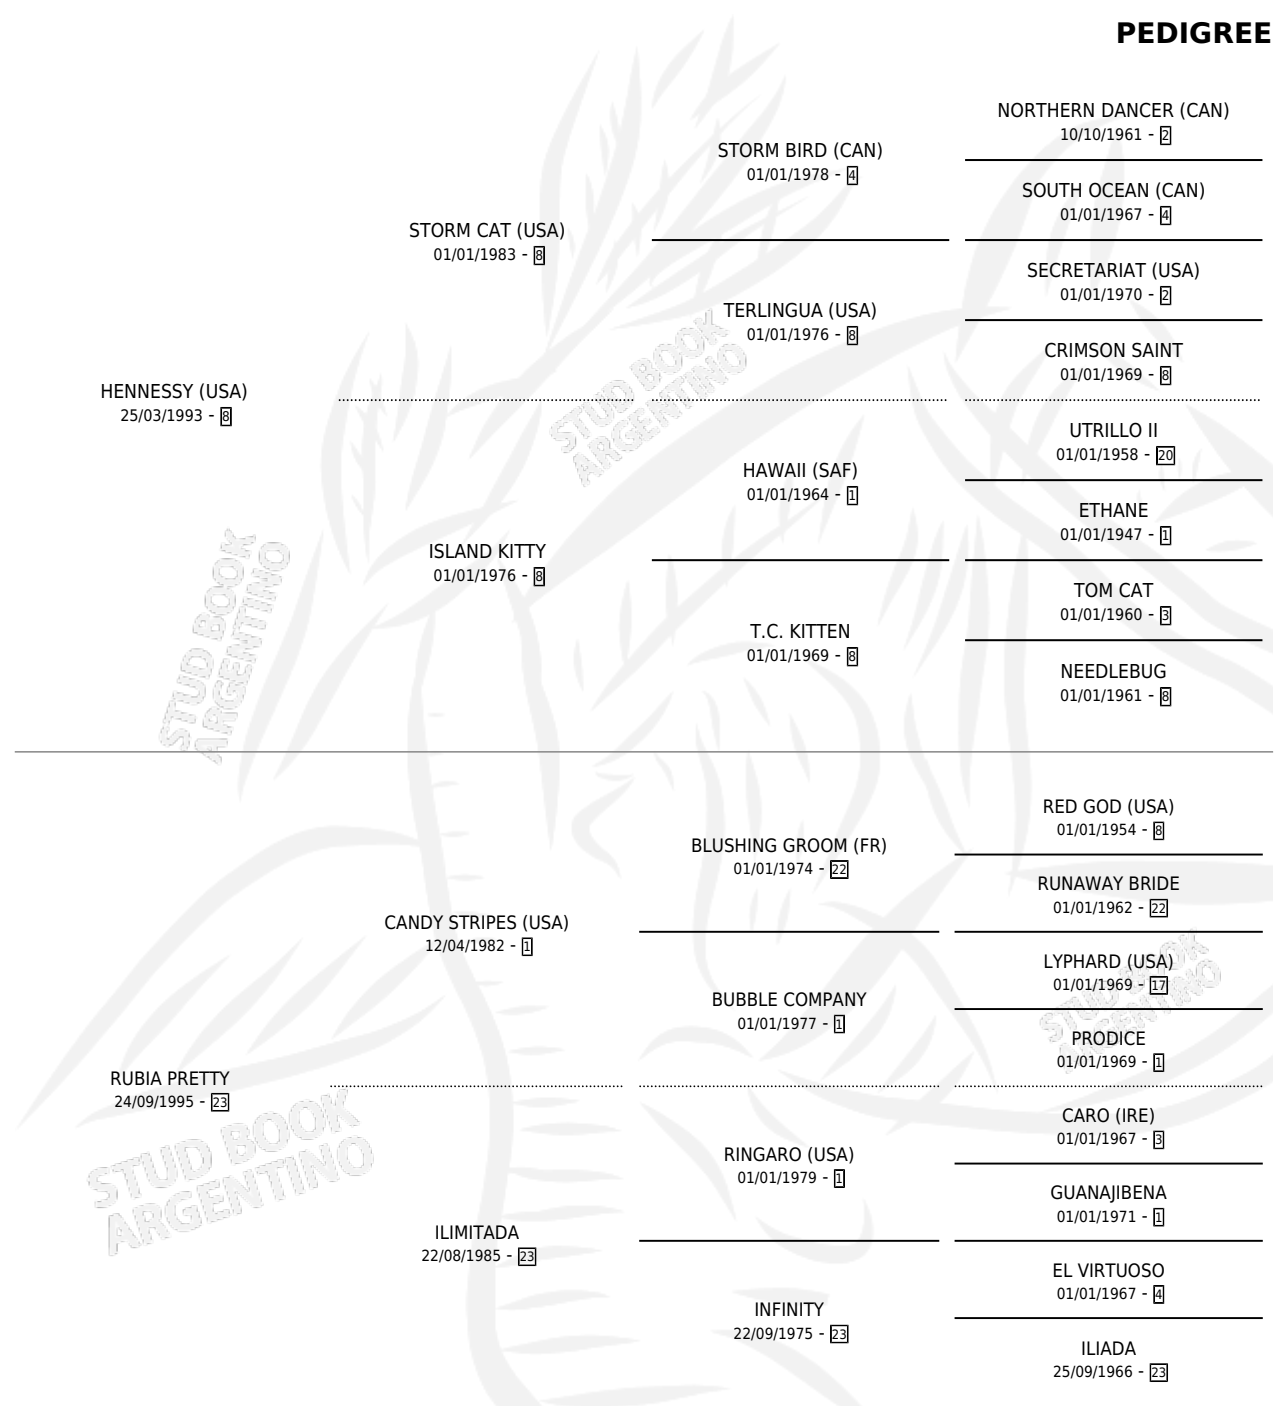 PEDIGREE
NORTHERN DANCER (CAN)
10/10/1961 - 2
STORM BIRD (CAN)
01/01/1978 - 4
SOUTH OCEAN (CAN)
01/01/1967 - 4
STORM CAT (USA)
01/01/1983 - 8
SECRETARIAT (USA)
01/01/1970 - 2
TERLINGUA (USA)
01/01/1976 - 8
CRIMSON SAINT
01/01/1969 - 8
HENNESSY (USA)
25/03/1993 - 8
UTRILLO II
01/01/1958 - 20
HAWAII (SAF)
01/01/1964 - 1
ETHANE
01/01/1947 - 1
ISLAND KITTY
01/01/1976 - 8
TOM CAT
01/01/1960 - 3
T.C. KITTEN
01/01/1969 - 8
NEEDLEBUG
01/01/1961 - 8
RED GOD (USA)
01/01/1954 - 8
BLUSHING GROOM (FR)
01/01/1974 - 22
RUNAWAY BRIDE
01/01/1962 - 22
CANDY STRIPES (USA)
12/04/1982 - 1
LYPHARD (USA)
01/01/1969 - 17
BUBBLE COMPANY
01/01/1977 - 1
PRODICE
01/01/1969 - 1
RUBIA PRETTY
24/09/1995 - 23
CARO (IRE)
01/01/1967 - 3
RINGARO (USA)
01/01/1979 - 1
GUANAJIBENA
01/01/1971 - 1
ILIMITADA
22/08/1985 - 23
EL VIRTUOSO
01/01/1967 - 4
INFINITY
22/09/1975 - 23
ILIADA
25/09/1966 - 23
STUD BOOK
ARGENTINO
STUD BOOK
ARGENTINO
STUD BOOK
ARGENTINO
STUD BOOK
ARGENTINO